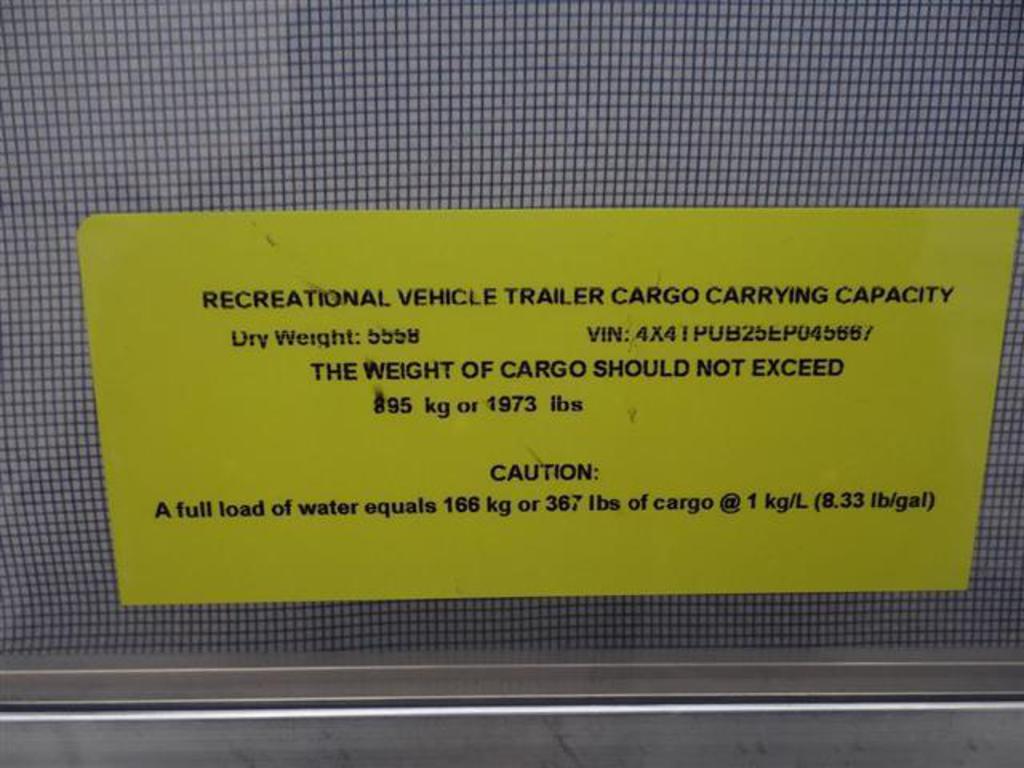 RECREATIONAL VEHICLE TRAILER CARGO CARRYING CAPACITY
Dry Weight: 5558 VIN: 4X4TPUB25EP045667
THE WEIGHT OF CARGO SHOULD NOT EXCEED
895 kg or 1973 lbs
CAUTION:
A full load of water equals 166 kg or 367 lbs of cargo @ 1 kg/L (8.33 lb/gal)